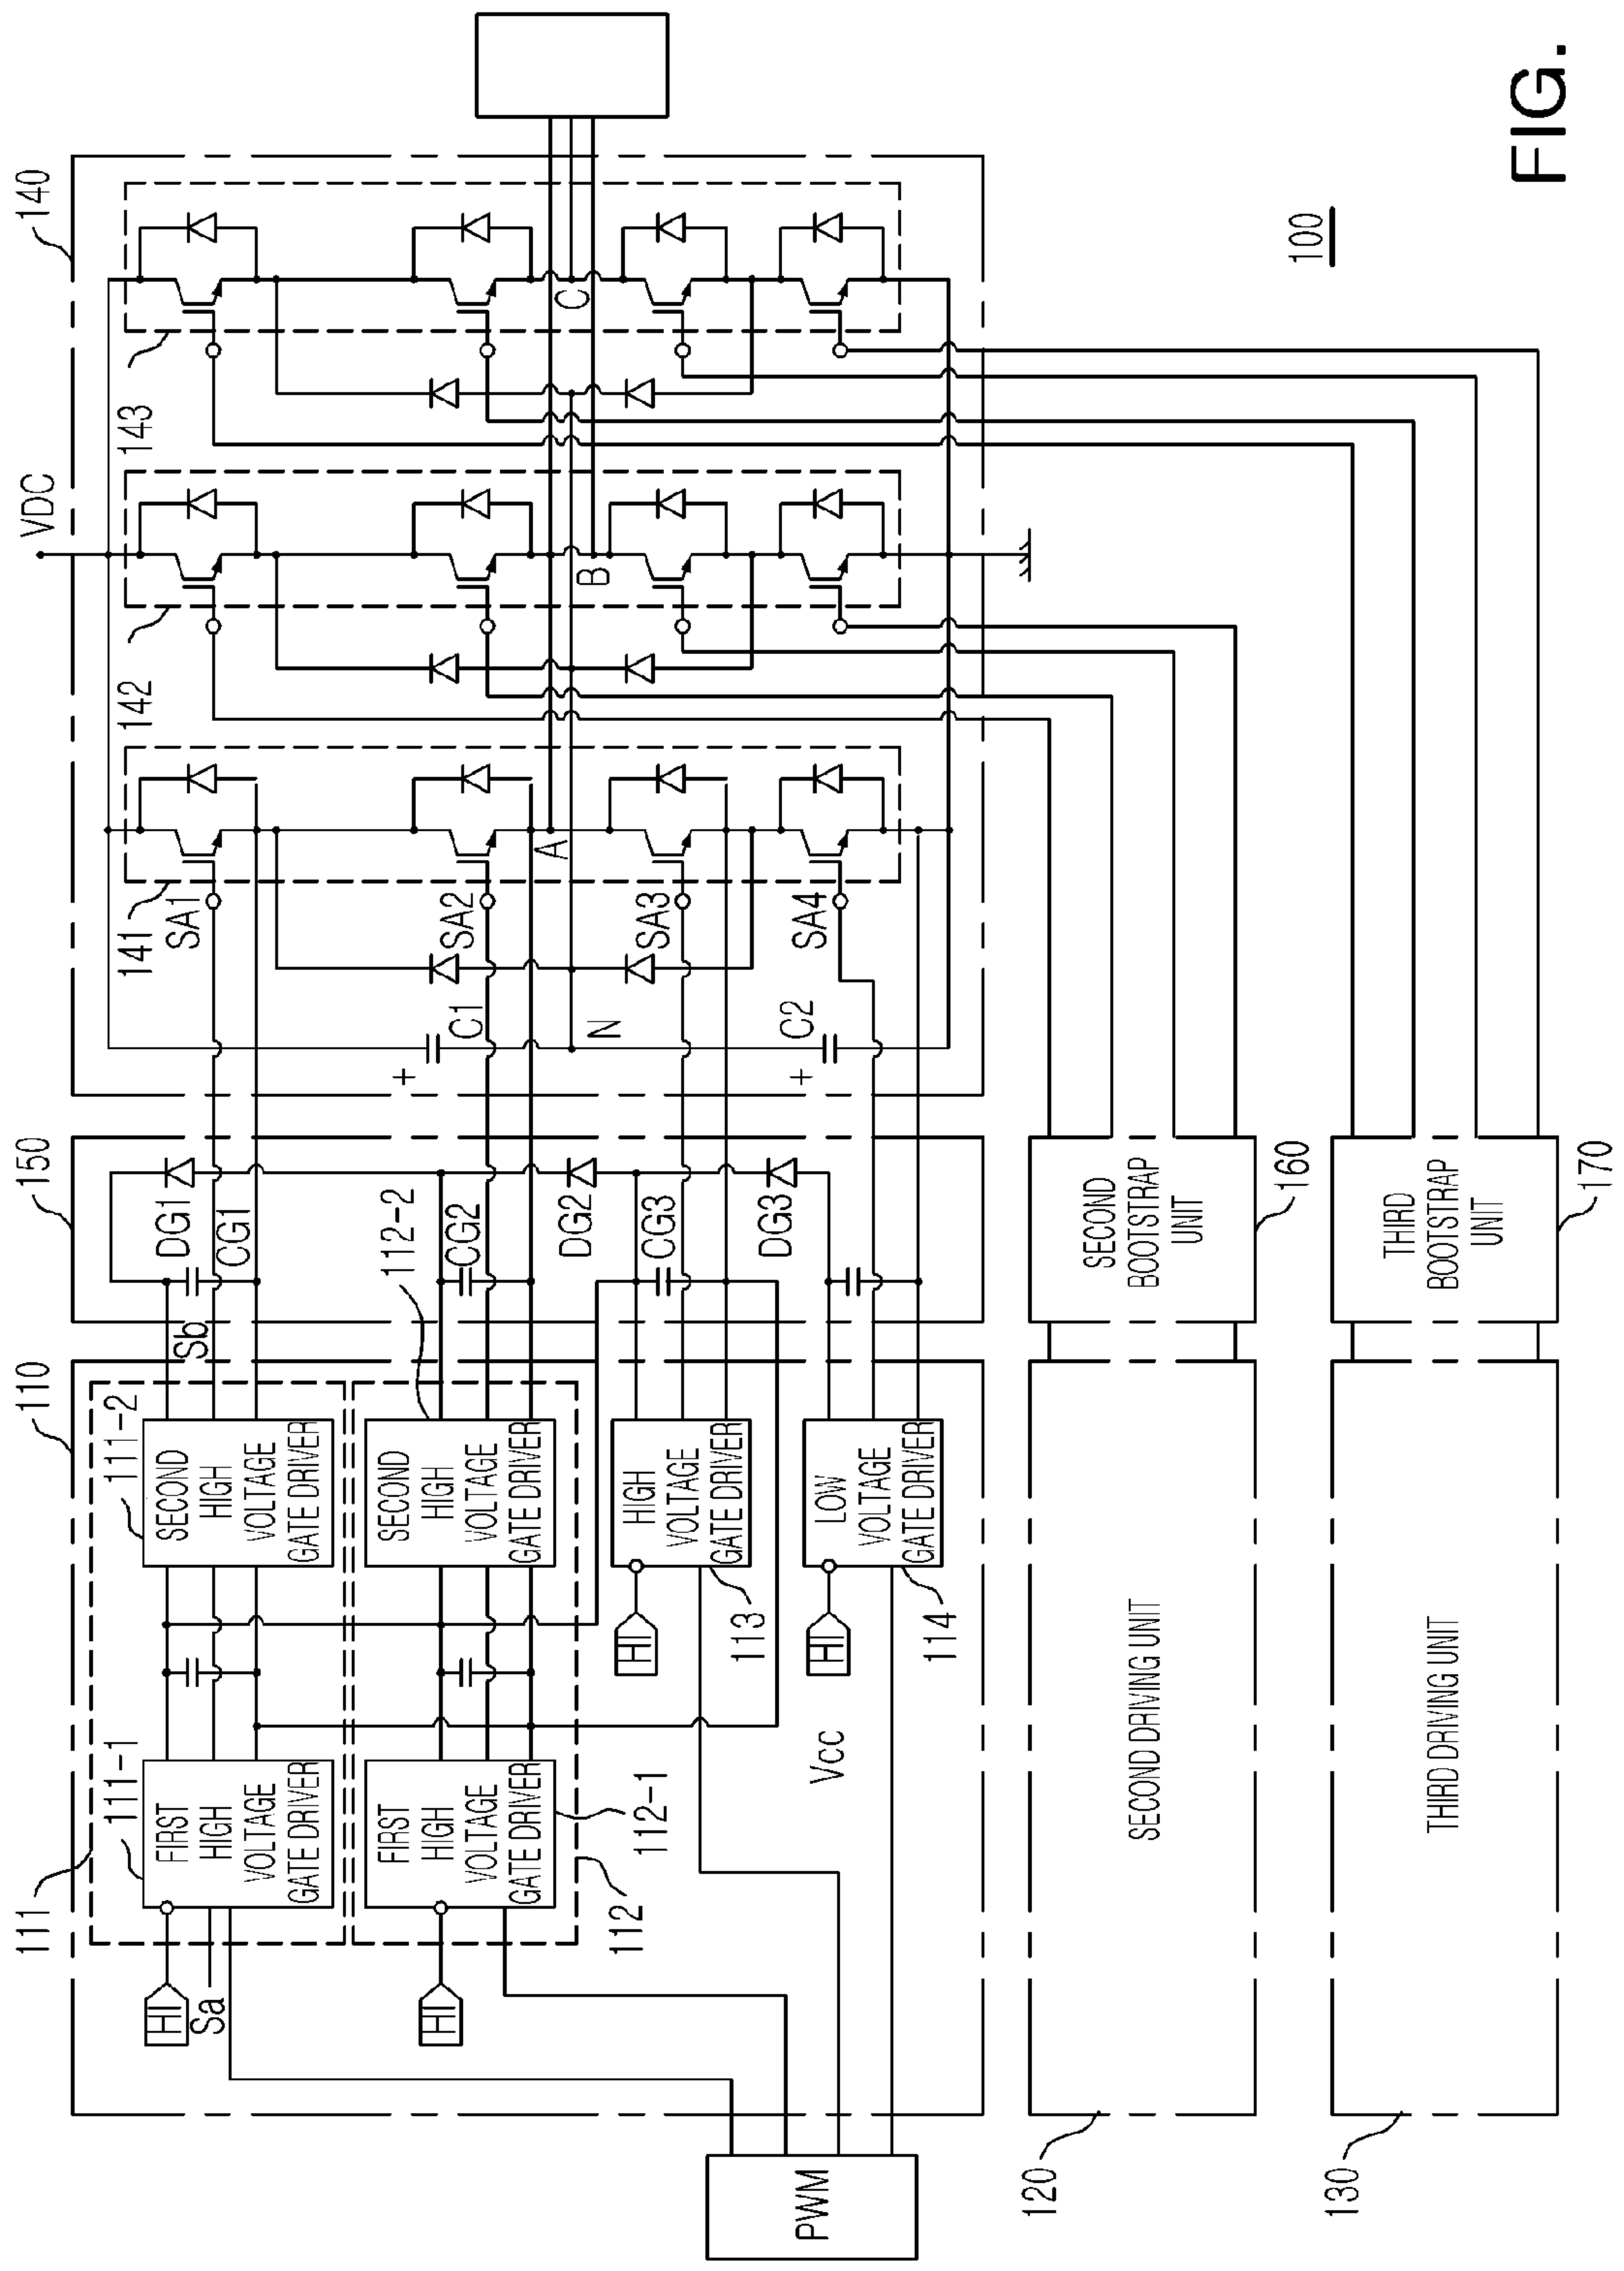 FIG.
100
110
150
140
VDC
111
111-1
111-2
FIRST
HIGH
VOLTAGE
GATE DRIVER
SECOND
HIGH
VOLTAGE
GATE DRIVER
HI
Sa
Sb
DG1
CG1
141
SA1
142
143
112
112-1
112-2
FIRST
HIGH
VOLTAGE
GATE DRIVER
SECOND
HIGH
VOLTAGE
GATE DRIVER
HI
CG2
DG2
+
C1
SA2
A
B
C
N
HI
113
HIGH
VOLTAGE
GATE DRIVER
CG3
DG3
SA3
Vcc
HI
114
LOW
VOLTAGE
GATE DRIVER
+
C2
SA4
PWM
120
SECOND DRIVING UNIT
SECOND
BOOTSTRAP
UNIT
160
130
THIRD DRIVING UNIT
THIRD
BOOTSTRAP
UNIT
170